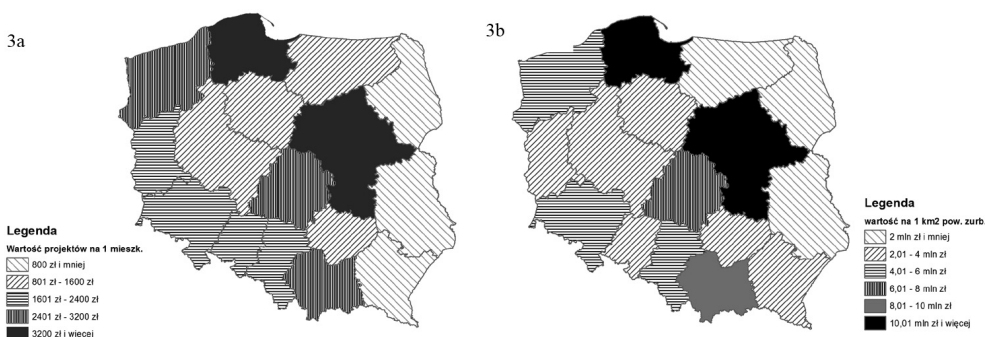 3a
3b
Legenda
Wartość projektów na 1 mieszk.
800 zł i mniej
801 zł - 1600 zł
1601 zł - 2400 zł
2401 zł - 3200 zł
3200 zł i więcej
Legenda
wartość na 1 km2 pow. zurb.
2 mln zł i mniej
2,01 - 4 mln zł
4,01 - 6 mln zł
6,01 - 8 mln zł
8,01 - 10 mln zł
10,01 mln zł i więcej